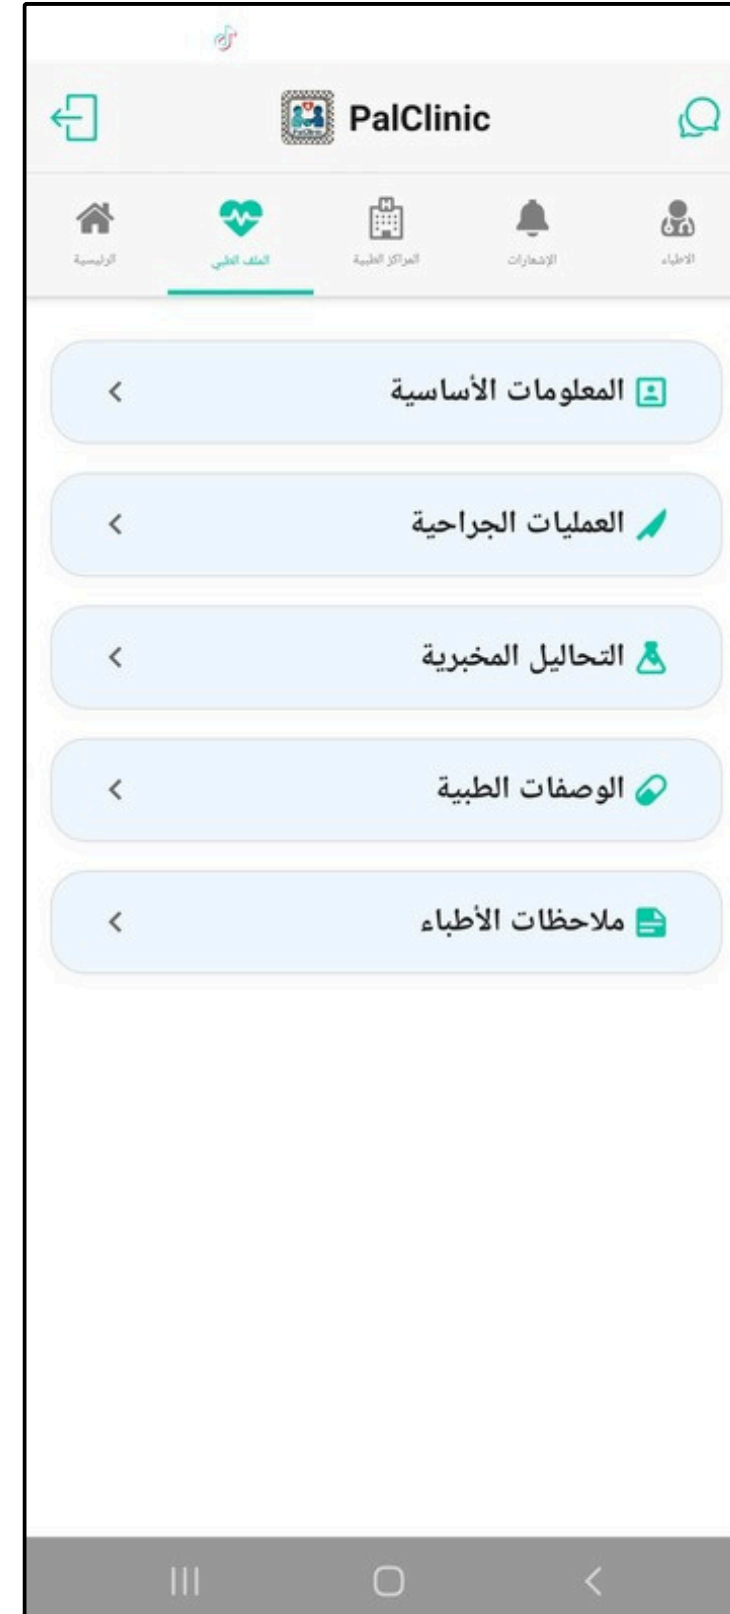 PalClinic
الاطباء
الإشعارات
المراكز الطبية
الملف الطبي
الرئيسية
المعلومات الأساسية
العمليات الجراحية
التحاليل المخبرية
الوصفات الطبية
ملاحظات الأطباء